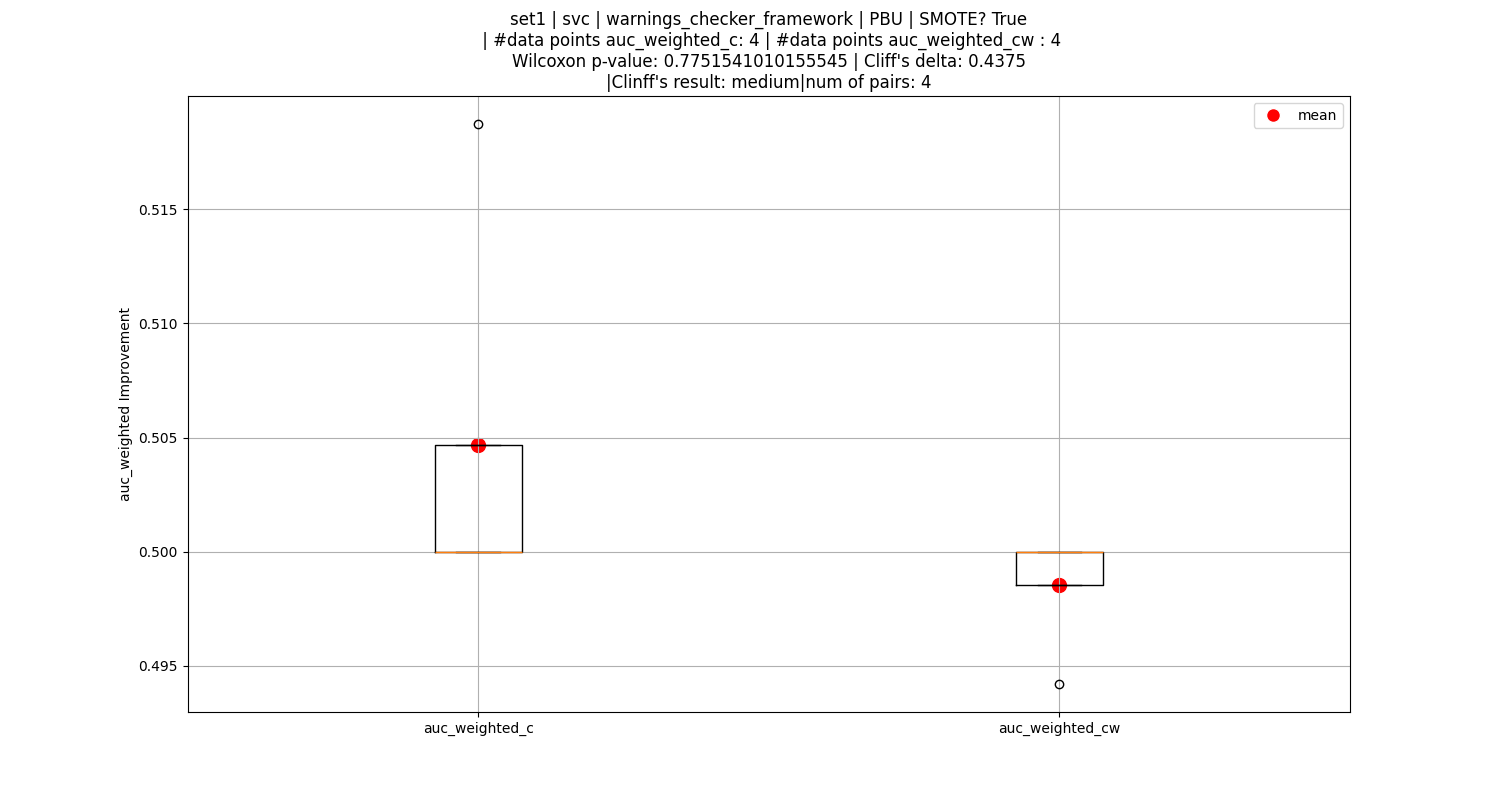 set1 | svc | warnings_checker_framework | PBU | SMOTE? True
| #data points auc_weighted_c: 4 | #data points auc_weighted_cw : 4
Wilcoxon p-value: 0.7751541010155545 | Cliff's delta: 0.4375
|Clinff's result: medium|num of pairs: 4
mean
0.515
0.510
0.505
0.500
0.495
auc_weighted Improvement
auc_weighted_c
auc_weighted_cw